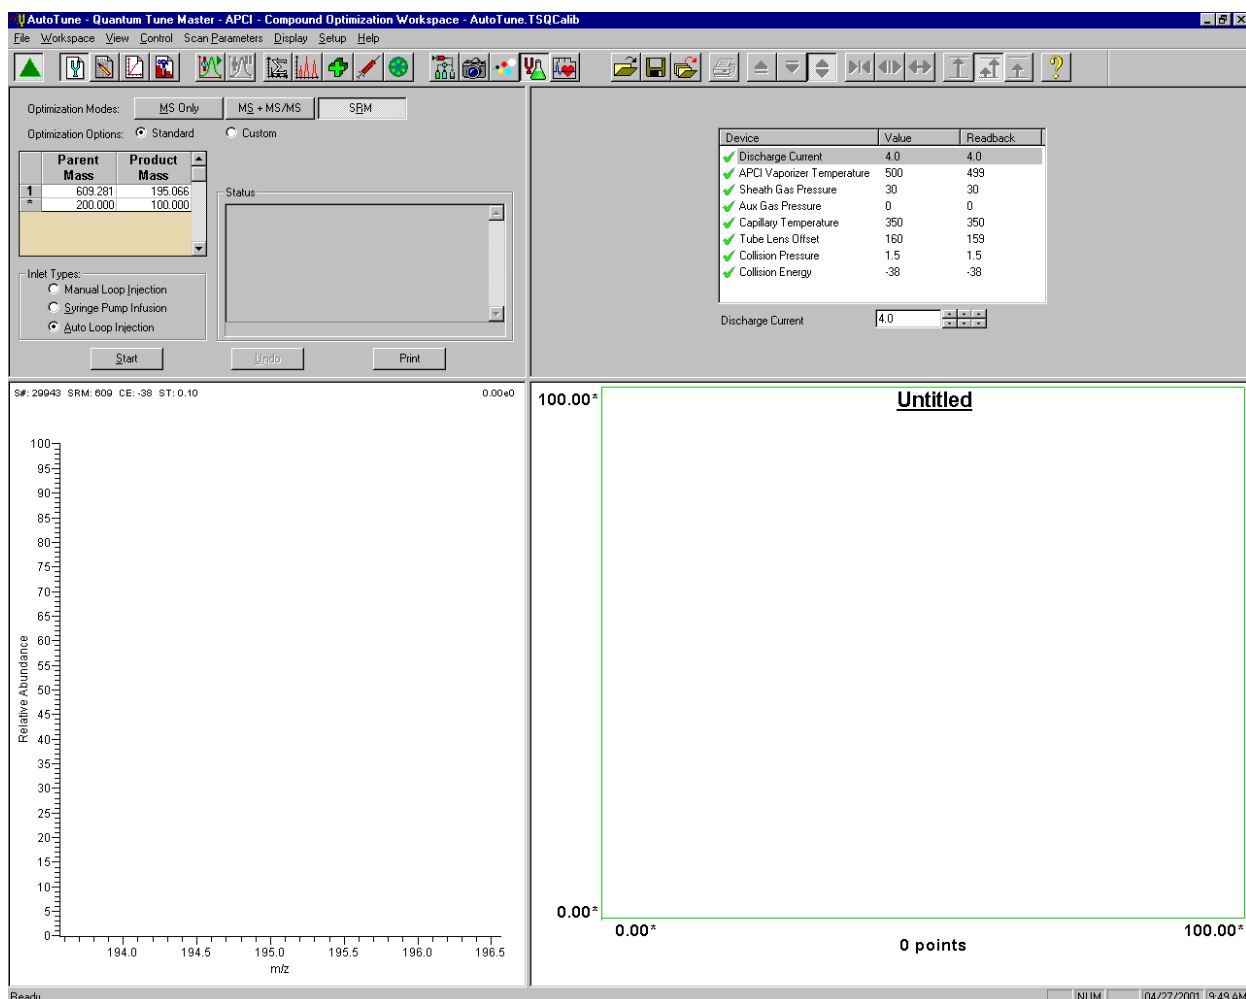 AutoTune - Quantum Tune Master - APCI - Compound Optimization Workspace - AutoTune.TSQCalib
File Workspace View Control Scan Parameters Display Setup Help
Optimization Modes: MS Only MS + MS/MS SRM
Optimization Options: Standard Custom
Parent Mass Product Mass
1 609.281 195.066
* 200.000 100.000
Status
Inlet Types:
Manual Loop Injection
Syringe Pump Infusion
Auto Loop Injection
Start Undo Print
Device Value Readback
Discharge Current 4.0 4.0
APCI Vaporizer Temperature 500 499
Sheath Gas Pressure 30 30
Aux Gas Pressure 0 0
Capillary Temperature 350 350
Tube Lens Offset 160 159
Collision Pressure 1.5 1.5
Collision Energy -38 -38
Discharge Current 4.0
S#: 29943 SRM: 609 CE: -38 ST: 0.10 0.00e0
100
95
90
85
80
75
70
65
60
55
50
45
40
35
30
25
20
15
10
5
0
Relative Abundance
194.0 194.5 195.0 195.5 196.0 196.5
m/z
100.00* Untitled
0.00*
0.00* 100.00*
0 points
Ready NUM 04/27/2001 9:49 AM